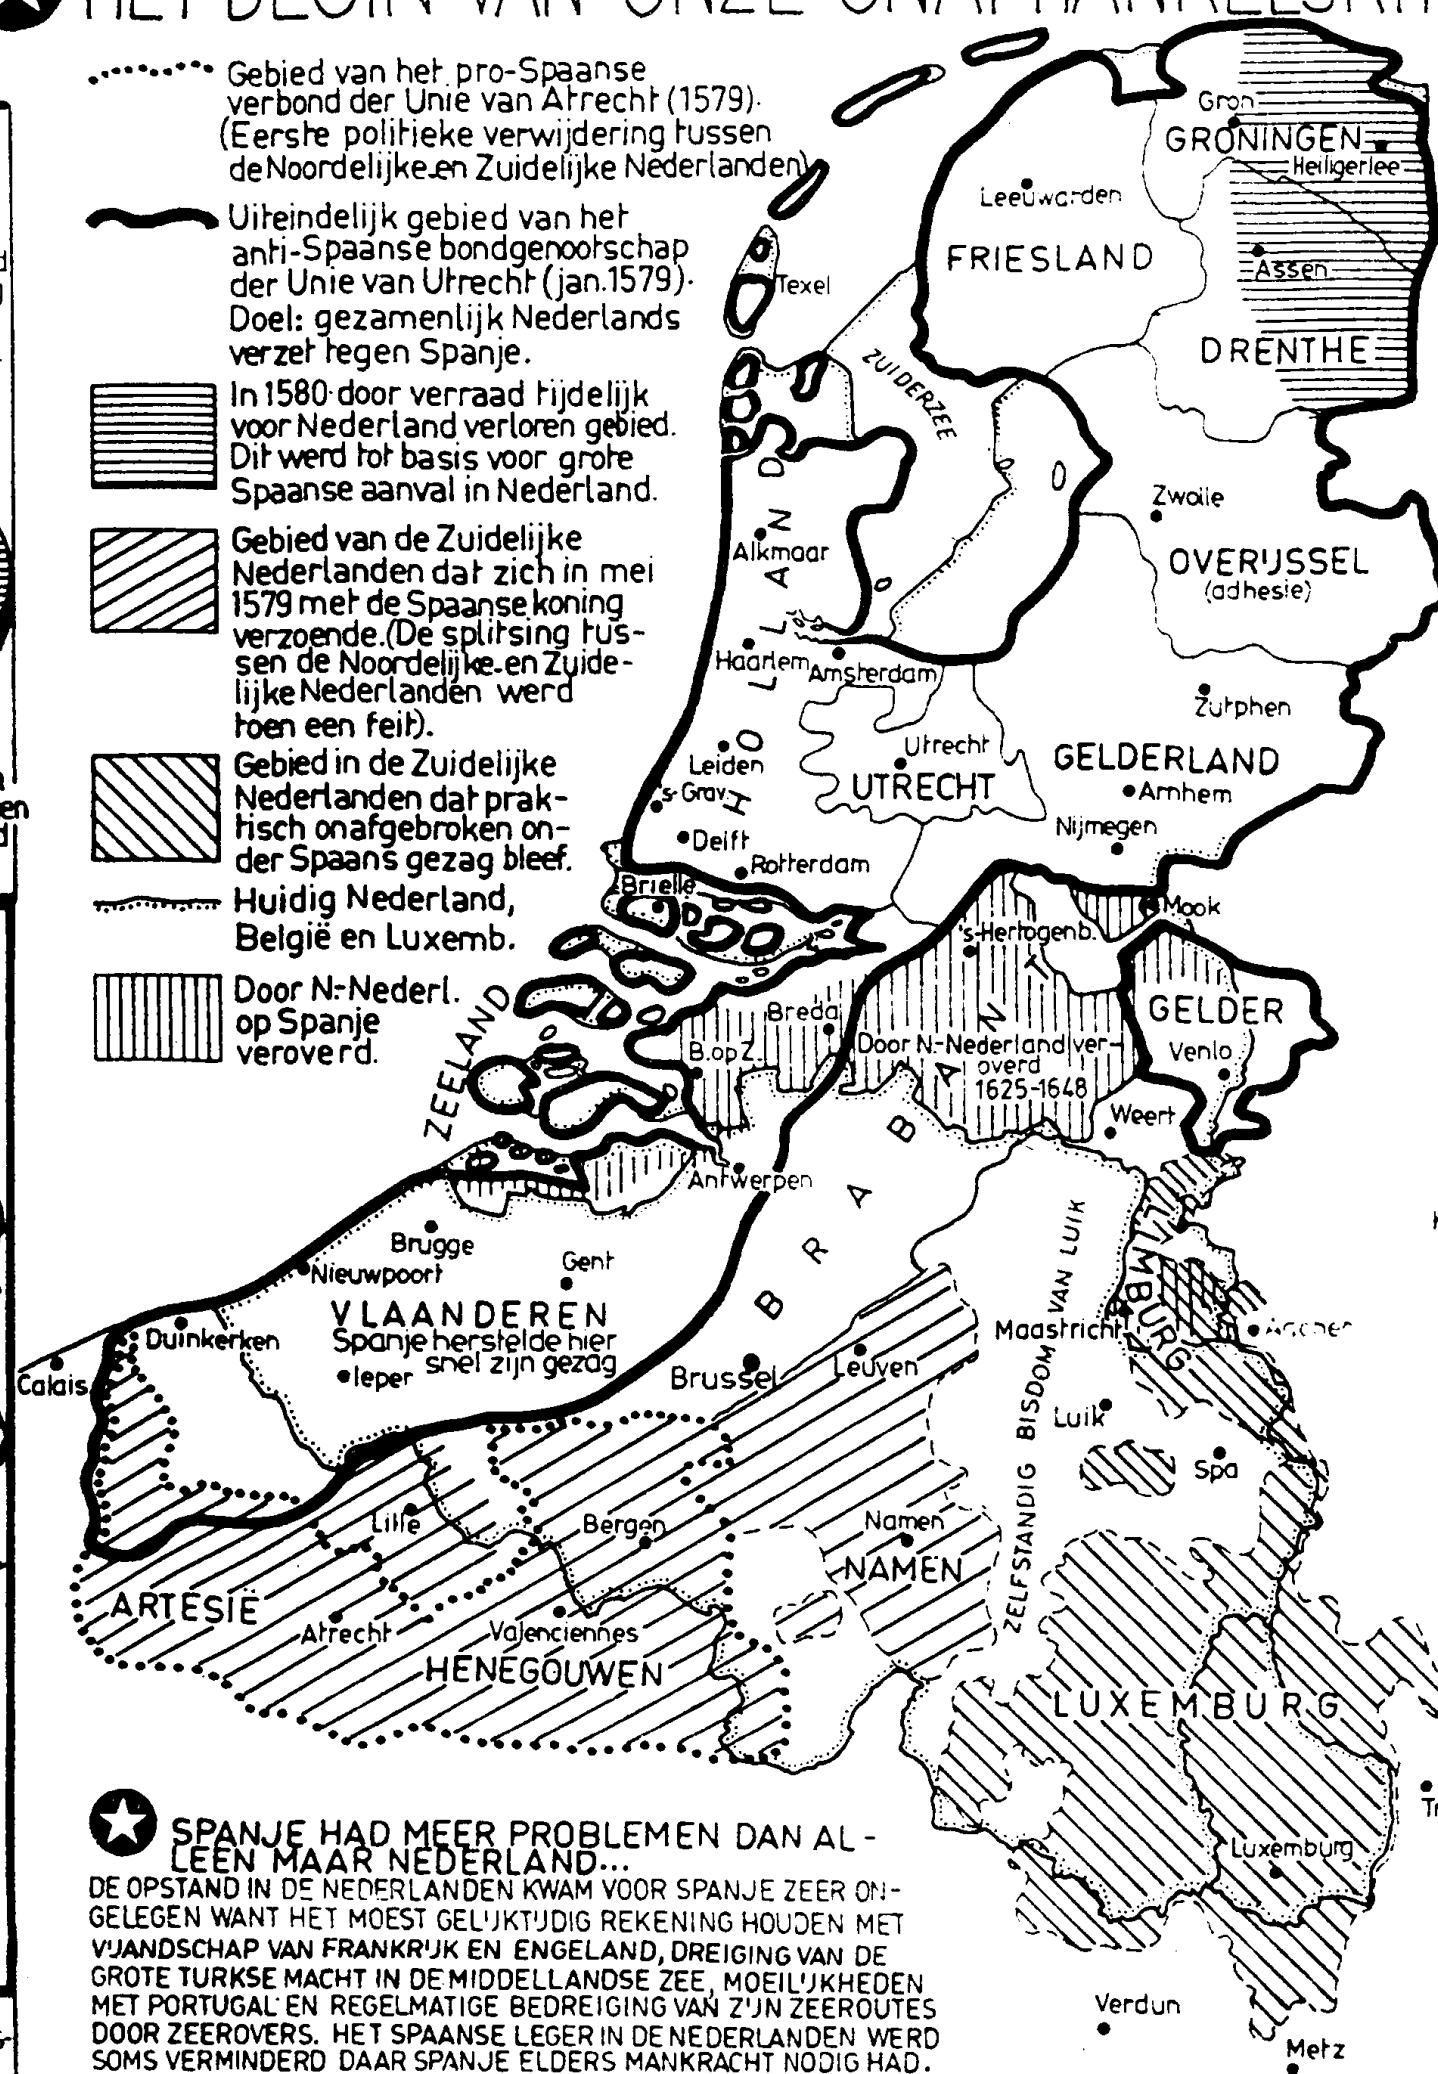 HET BEGIN VAN ONZE ONAFHANKELIJKH
Gebied van het pro-Spaanse
verbond der Unie van Atrecht (1579).
(Eerste politieke verwijdering tussen
de Noordelijke-en Zuidelijke Nederlanden)
Uiteindelijk gebied van het
anti-Spaanse bondgenootschap
der Unie van Utrecht (jan.1579).
Doel: gezamenlijk Nederlands
verzet tegen Spanje.
In 1580 door verraad tijdelijk
voor Nederland verloren gebied.
Dit werd tot basis voor grote
Spaanse aanval in Nederland.
Gebied van de Zuidelijke
Nederlanden dat zich in mei
1579 met de Spaanse koning
verzoende.(De splitsing tus-
sen de Noordelijke-en Zuide-
lijke Nederlanden werd
toen een feit).
Gebied in de Zuidelijke
Nederlanden dat prak-
tisch onafgebroken on-
der Spaans gezag bleef.
Huidig Nederland,
België en Luxemb.
Door N.-Nederl.
op Spanje
veroverd.
Gron
GRONINGEN
Heiligerlee
Leeuwarden
FRIESLAND
Assen
DRENTHE
Texel
ZUIDERZEE
Zwolle
OVERIJSSEL
(adhesie)
HOLLAND
Alkmaar
Haarlem
Amsterdam
Zutphen
Utrecht
UTRECHT
GELDERLAND
Arnhem
Nijmegen
Leiden
's-Grav.
Delft
Rotterdam
Brielle
Mook
's-Hertogenb.
GELDER
Venlo
ZEELAND
Breda
B.op Z.
Door N.-Nederland ver-
overd
1625-1648
Weert
BRABANT
Antwerpen
Brugge
Nieuwpoort
Gent
VLAANDEREN
Spanje herstelde hier
snel zijn gezag
Ieper
Duinkerken
Calais
Brussel
Leuven
Maastricht
LIMBURG
Aachen
ZELFSTANDIG BISDOM VAN LUIK
Luik
Spa
Lille
Bergen
Namen
NAMEN
ARTESIË
Atrecht
Valenciennes
HENEGOUWEN
LUXEMBURG
Luxemburg
Tr
Verdun
Metz
en
SPANJE HAD MEER PROBLEMEN DAN AL-
LEEN MAAR NEDERLAND...
DE OPSTAND IN DE NEDERLANDEN KWAM VOOR SPANJE ZEER ON-
GELEGEN WANT HET MOEST GELIJKTIJDIG REKENING HOUDEN MET
VIJANDSCHAP VAN FRANKRIJK EN ENGELAND, DREIGING VAN DE
GROTE TURKSE MACHT IN DE MIDDELLANDSE ZEE, MOEILIJKHEDEN
MET PORTUGAL EN REGELMATIGE BEDREIGING VAN ZIJN ZEEROUTES
DOOR ZEEROVERS. HET SPAANSE LEGER IN DE NEDERLANDEN WERD
SOMS VERMINDERD DAAR SPANJE ELDERS MANKRACHT NODIG HAD.